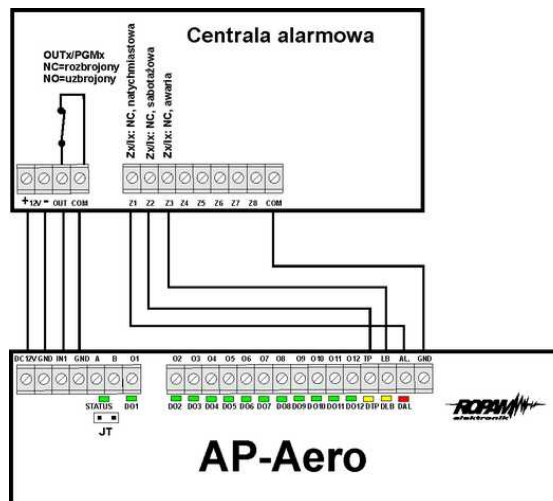 Centrala alarmowa
OUTx/PGMx
NC=rozbrojony
NO=uzbrojony
Zx/Ix: NC, natychmiastowa
Zx/Ix: NC, sabotażowa
Zx/Ix: NC, awaria
+ 12V - OUT COM
Z1 Z2 Z3 Z4 Z5 Z6 Z7 Z8 COM
DC12V GND IN1 GND A B O1
O2 O3 O4 O5 O6 O7 O8 O9 O10 O11 O12 TP LB AL. GND
STATUS DO1
DO2 DO3 DO4 DO5 DO6 DO7 DO8 DO9 DO10 DO11 DO12 DTP DLB DAL
JT
ROPAM
elektronik
AP-Aero